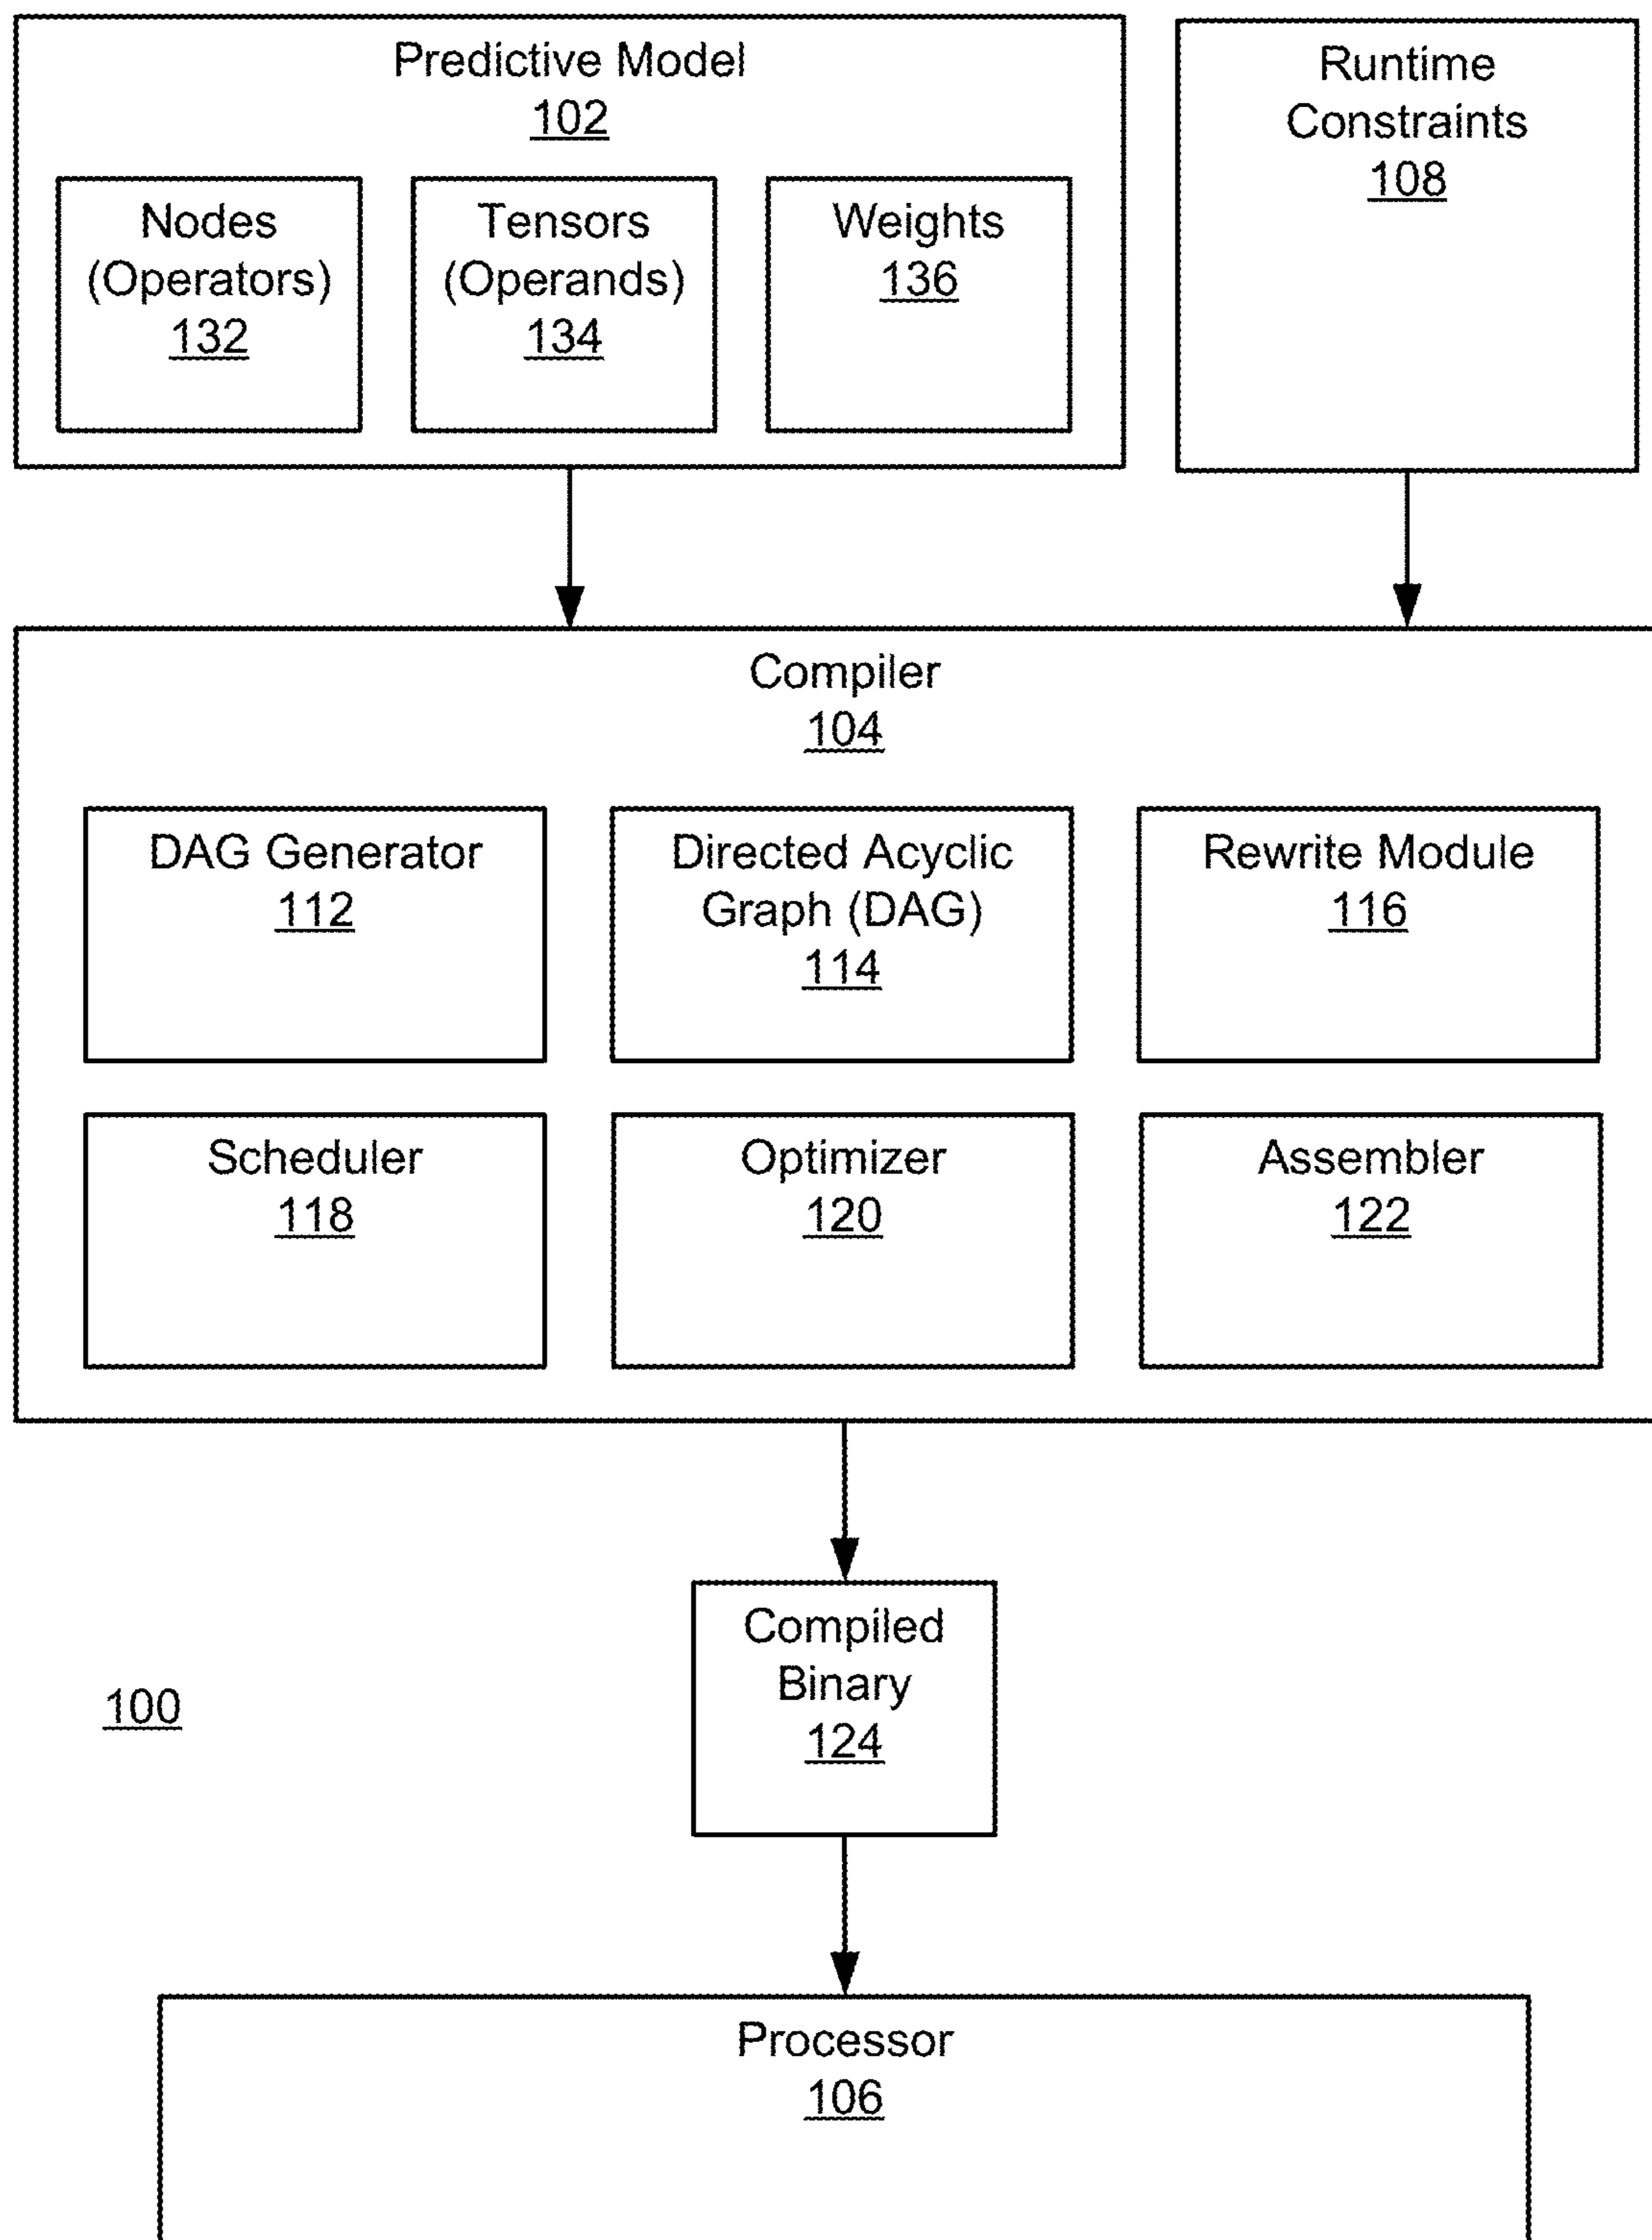 Predictive Model
102
Nodes
(Operators)
132
Tensors
(Operands)
134
Weights
136
Runtime
Constraints
108
Compiler
104
DAG Generator
112
Directed Acyclic
Graph (DAG)
114
Rewrite Module
116
Scheduler
118
Optimizer
120
Assembler
122
Compiled
Binary
124
100
Processor
106